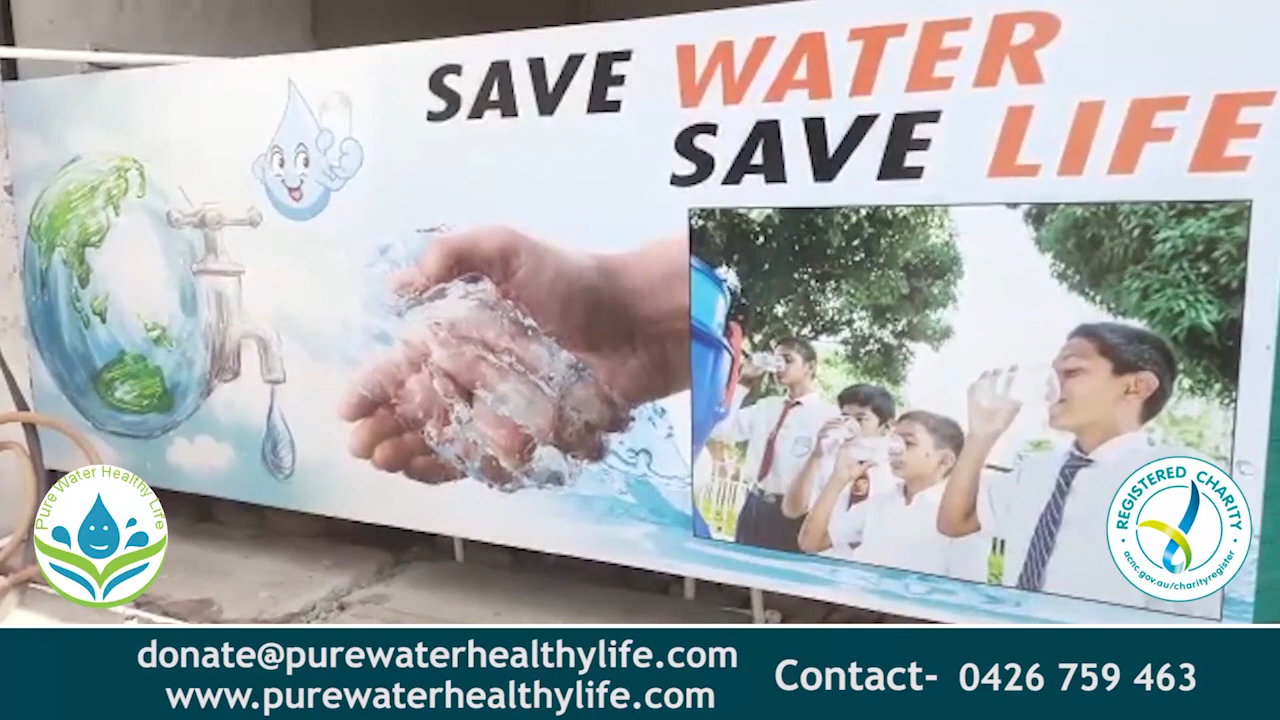 SAVE WATER
SAVE LIFE
Pure Water Healthy Life
REGISTERED CHARITY
acnc.gov.au/charityregister
donate@purewaterhealthylife.com
www.purewaterhealthylife.com
Contact- 0426 759 463